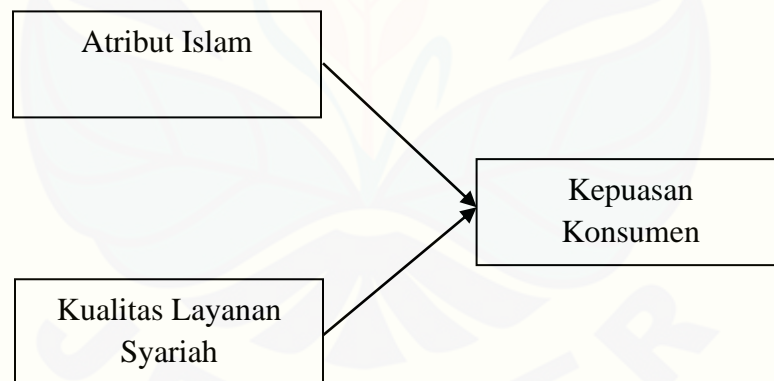 Atribut Islam
Kepuasan
Konsumen
Kualitas Layanan
Syariah